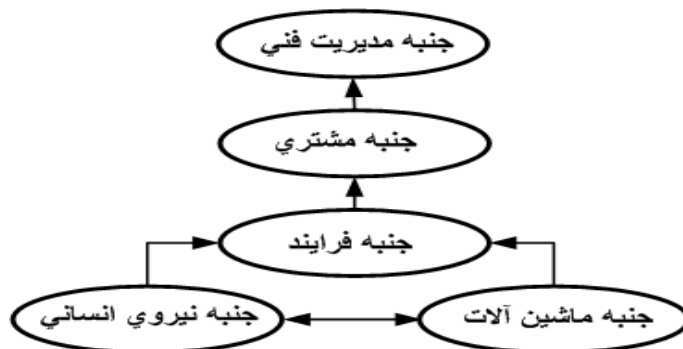 جنبه مديريت فني
جنبه مشتري
جنبه فرايند
جنبه ماشين آلات
جنبه نيروي انساني